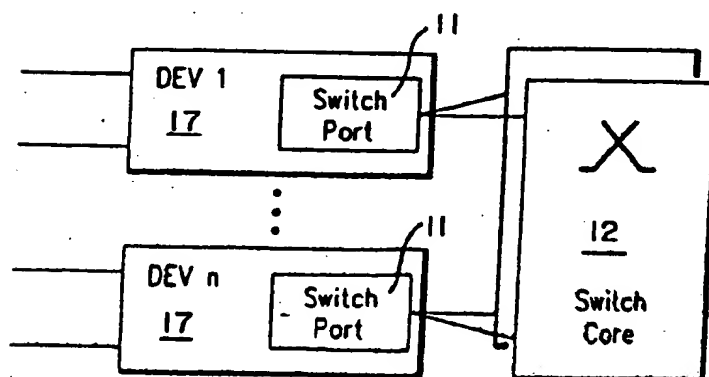 11
DEV 1
17
Switch
Port
11
DEV n
17
Switch
Port
12
Switch
Core